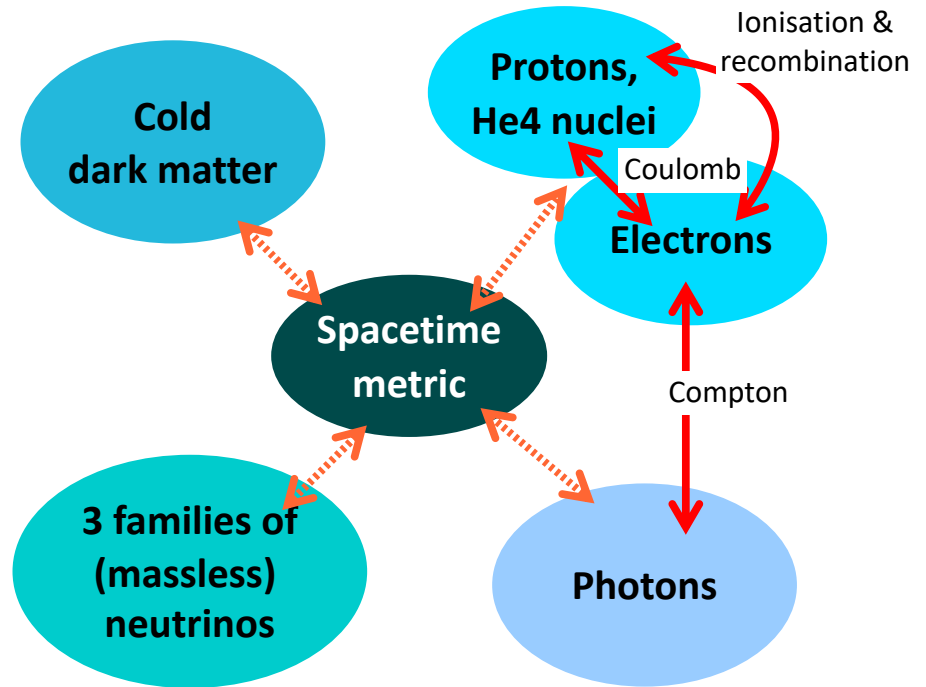 Ionisation &
recombination
Protons,
He4 nuclei
Cold
dark matter
Coulomb
Electrons
Spacetime
metric
Compton
3 families of
(massless)
neutrinos
Photons